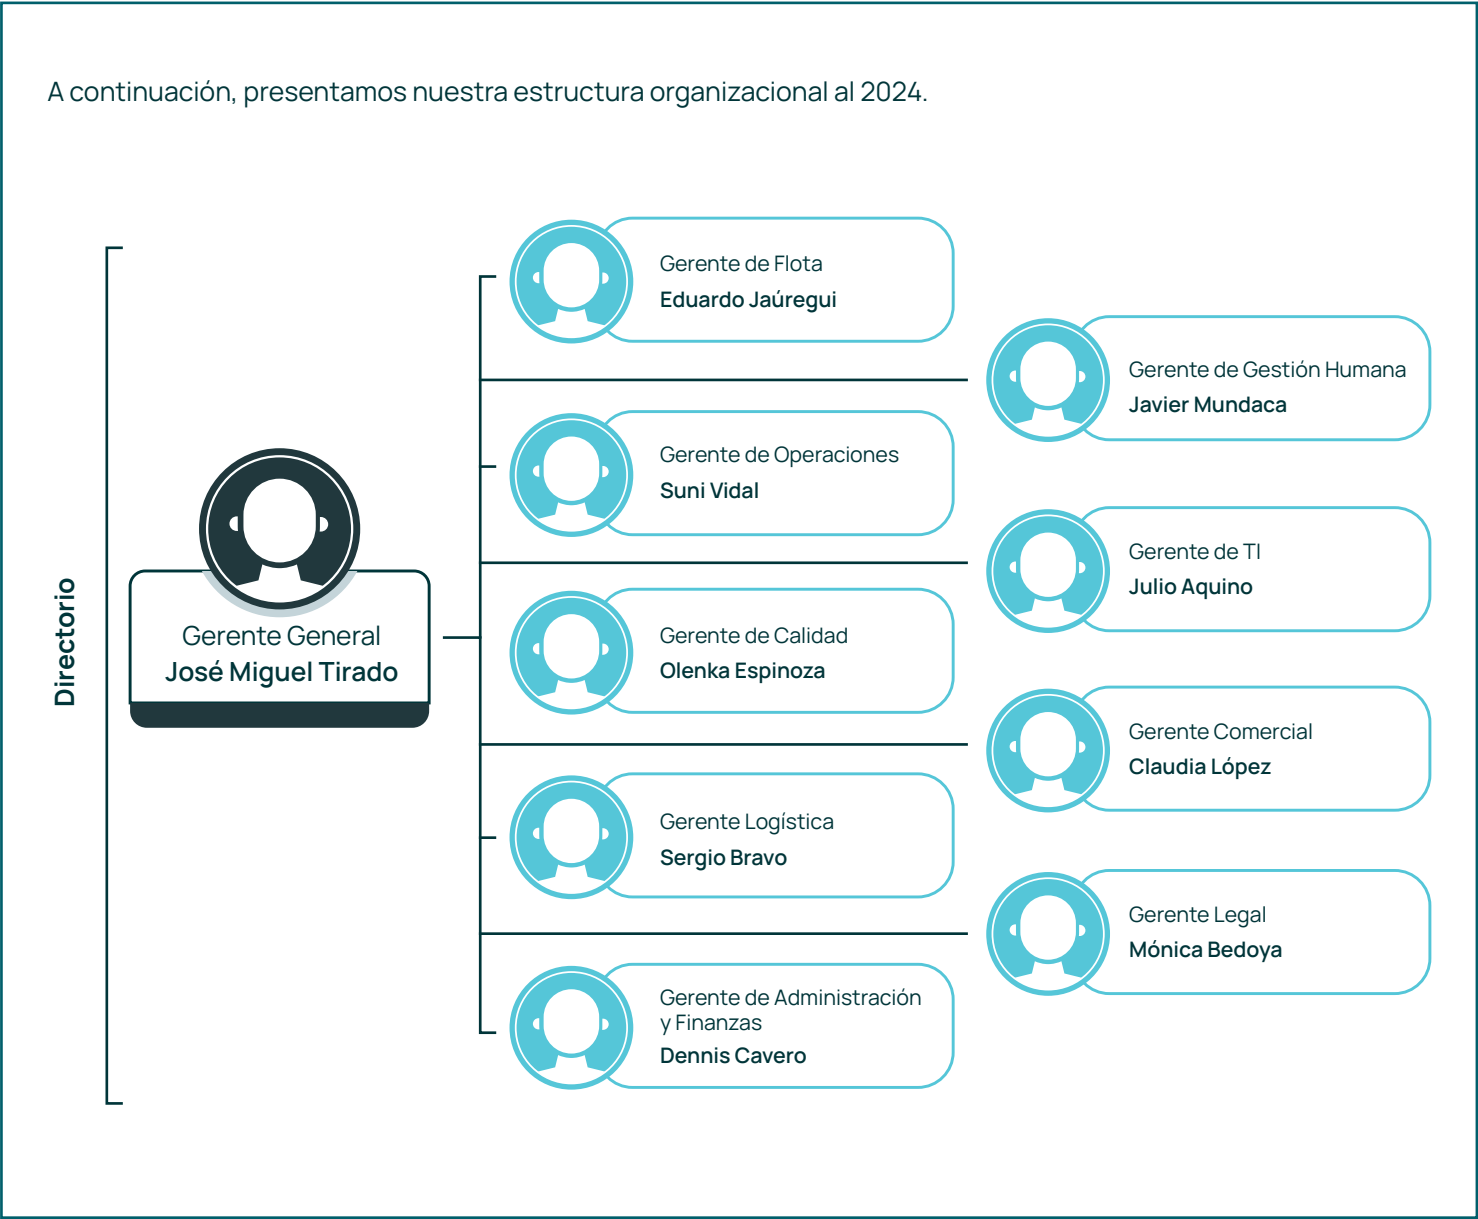 A continuación, presentamos nuestra estructura organizacional al 2024.
Directorio
Gerente General
José Miguel Tirado
Gerente de Flota
Eduardo Jaúregui
Gerente de Gestión Humana
Javier Mundaca
Gerente de Operaciones
Suni Vidal
Gerente de TI
Julio Aquino
Gerente de Calidad
Olenka Espinoza
Gerente Comercial
Claudia López
Gerente Logística
Sergio Bravo
Gerente Legal
Mónica Bedoya
Gerente de Administración
y Finanzas
Dennis Cavero